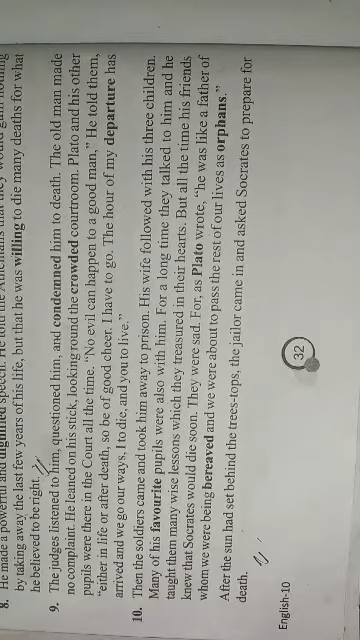 8. He made a powerful and dignified speech. He told the Athenians that they would gain nothing
by taking away the last few years of his life, but that he was willing to die many deaths for what
he believed to be right.
9. The judges listened to him, questioned him, and condemned him to death. The old man made
no complaint. He leaned on his stick, looking round the crowded courtroom. Plato and his other
pupils were there in the Court all the time. "No evil can happen to a good man," He told them,
"either in life or after death, so be of good cheer. I have to go. The hour of my departure has
arrived and we go our ways, I to die, and you to live."
10. Then the soldiers came and took him away to prison. His wife followed with his three children.
Many of his favourite pupils were also with him. For a long time they talked to him and he
taught them many wise lessons which they treasured in their hearts. But all the time his friends
knew that Socrates would die soon. They were sad. For, as Plato wrote, "he was like a father of
whom we were being bereaved and we were about to pass the rest of our lives as orphans."
After the sun had set behind the trees-tops, the jailor came in and asked Socrates to prepare for
death.
English-10
32